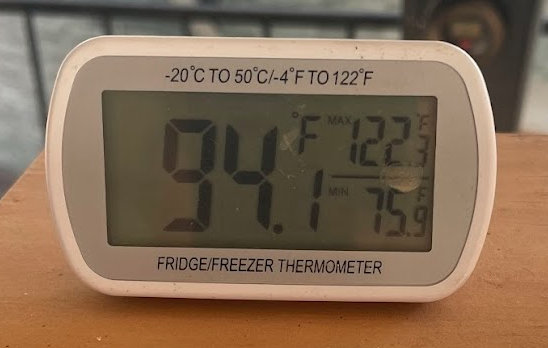 -20°C TO 50°C/-4°F TO 122°F
94.1 °F
MAX 122.3 °F
MIN 75.9 °F
FRIDGE/FREEZER THERMOMETER